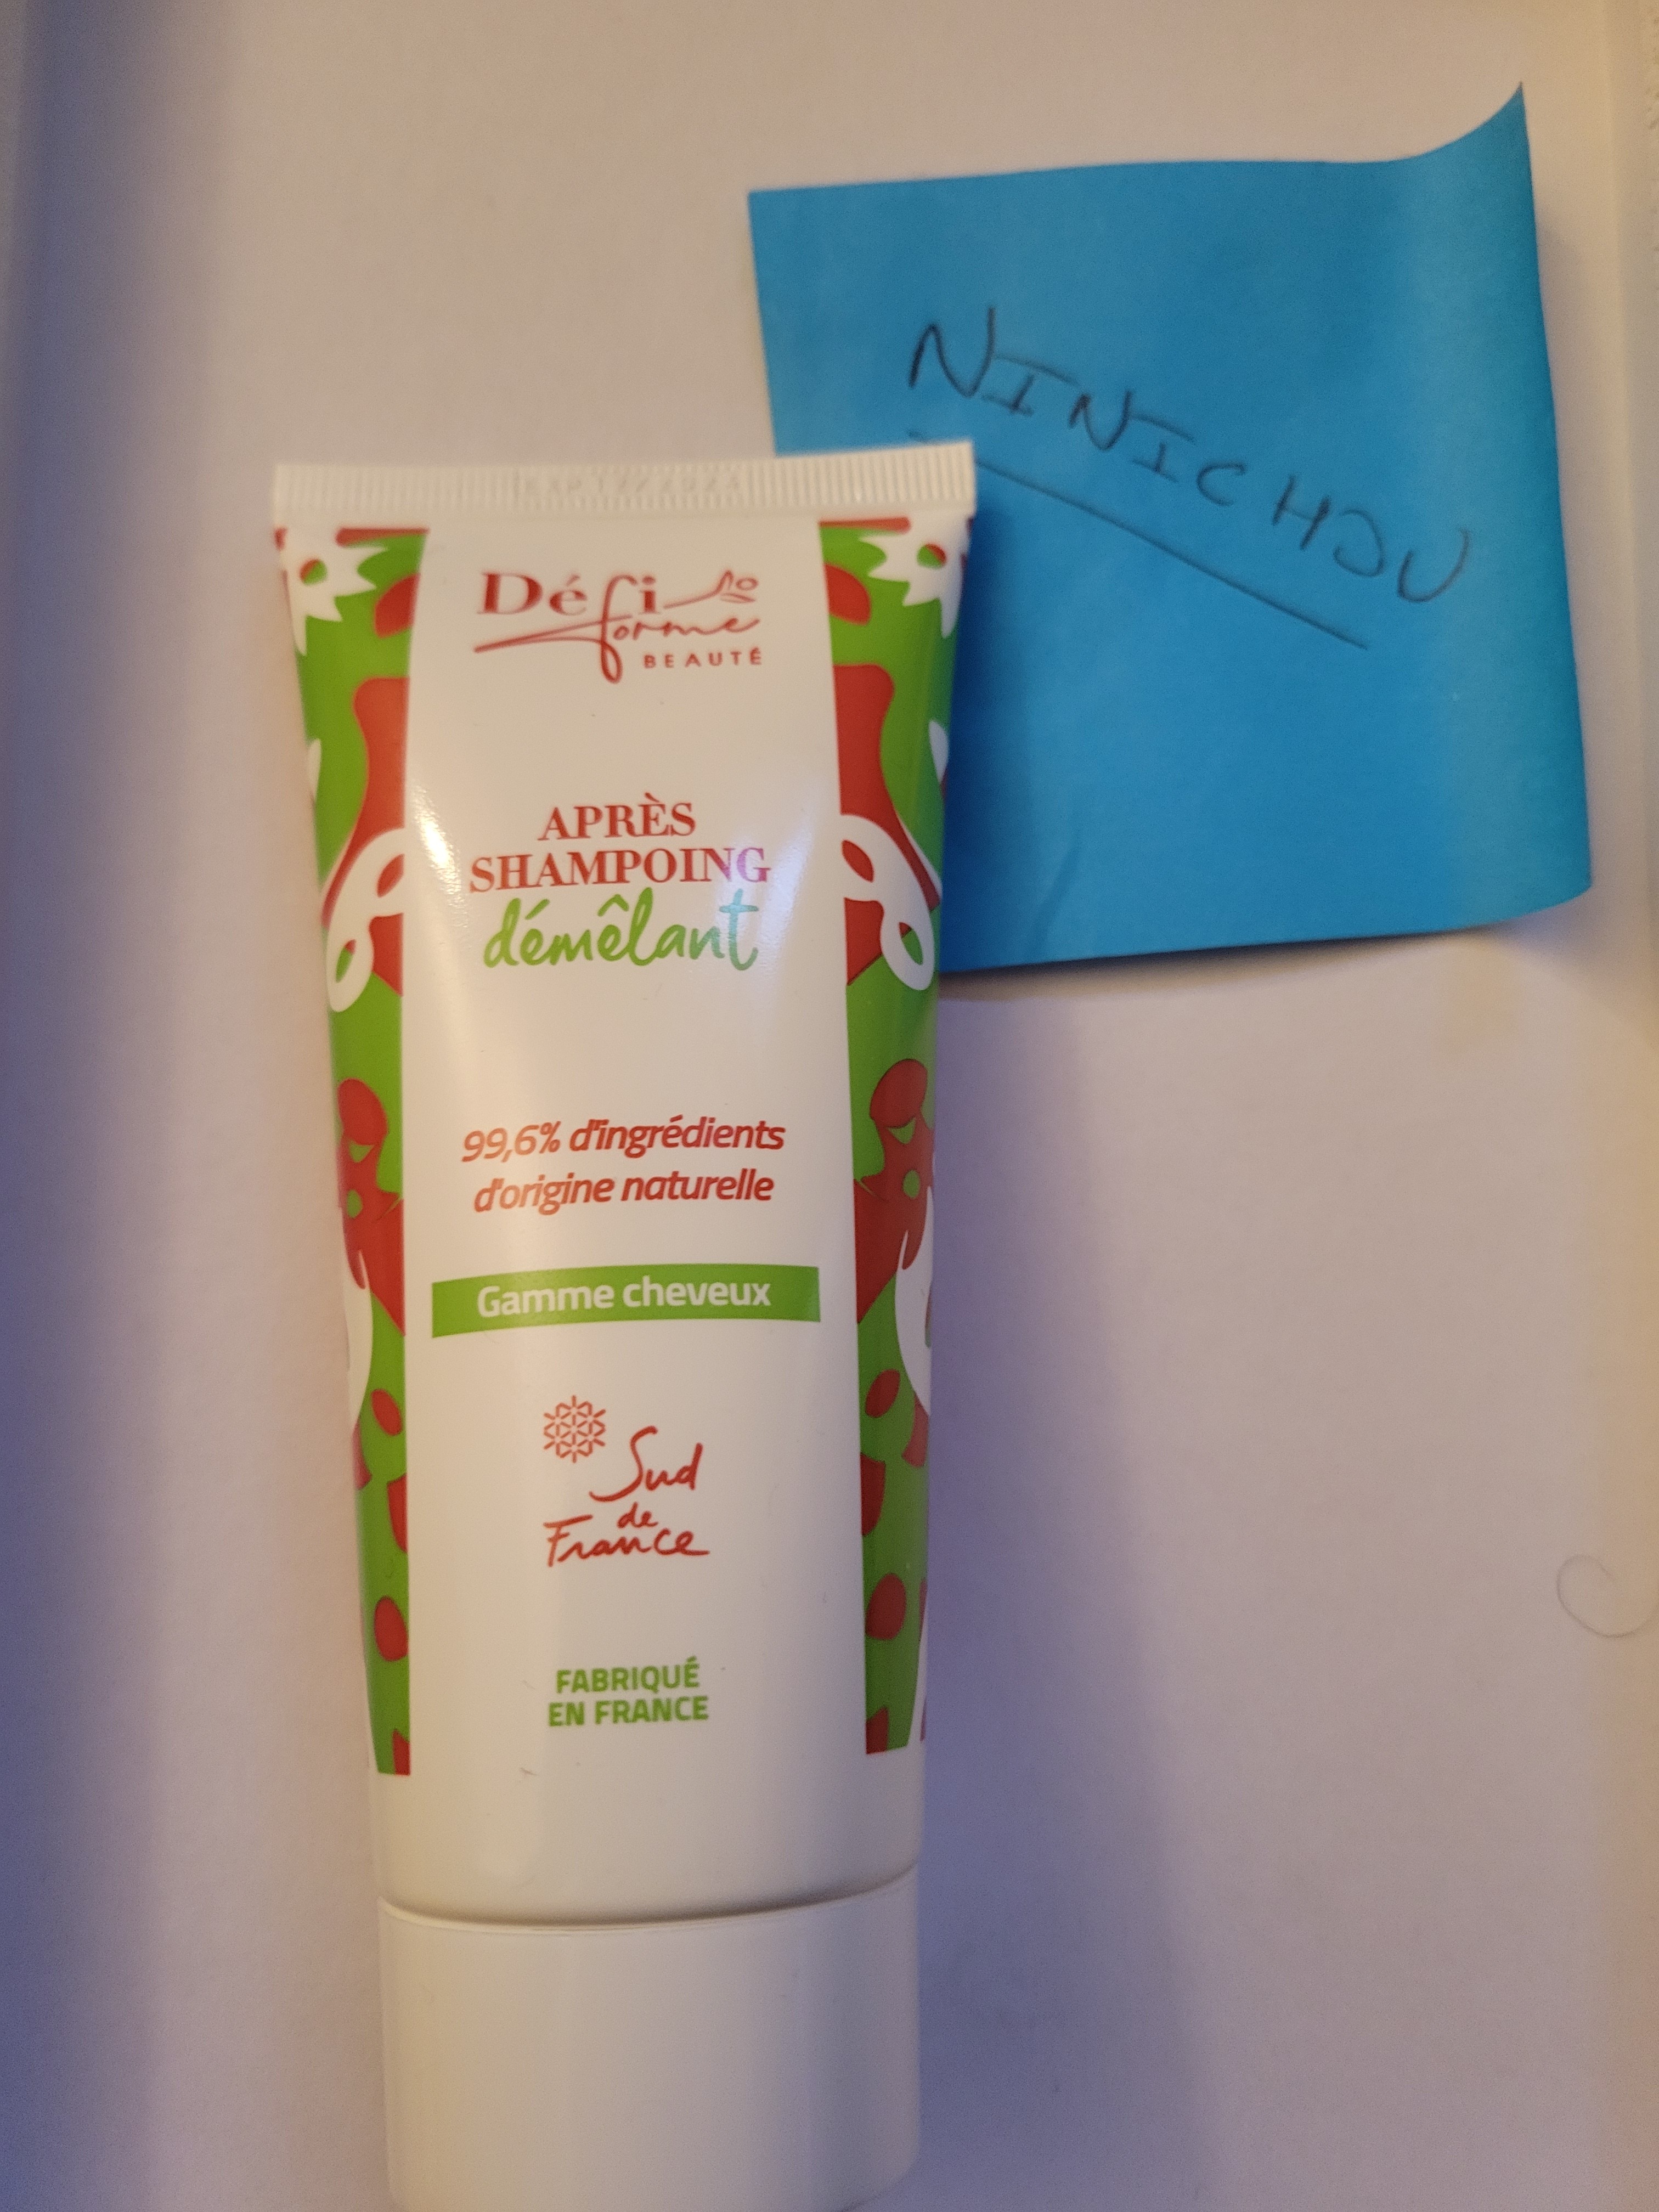 NINICHOU
Défi
forme
BEAUTÉ
APRÈS
SHAMPOING
démêlant
99,6% d'ingrédients
d'origine naturelle
Gamme cheveux
Sud
de
France
FABRIQUÉ
EN FRANCE